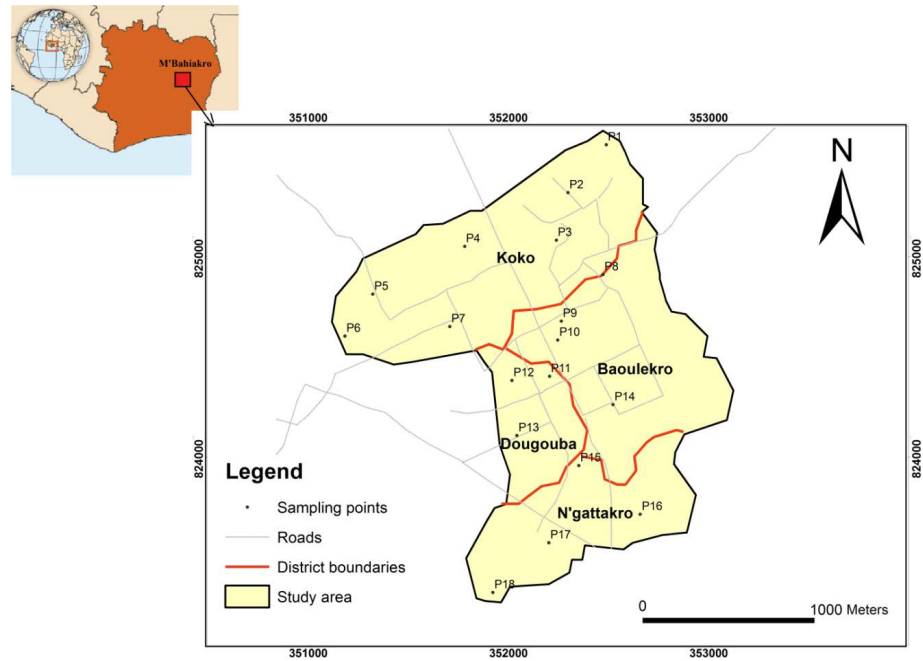 M'Bahiakro
351000 352000 353000
N
P1
P2
P3
P4
Koko
825000 825000
P8
P5
P9
P7
P6
P10
P11
Baoulekro
P12
P14
P13
Dougouba
824000 824000
P15
Legend
Sampling points
N'gattakro
P16
Roads
P17
District boundaries
P18
Study area
0 1000 Meters
351000 352000 353000